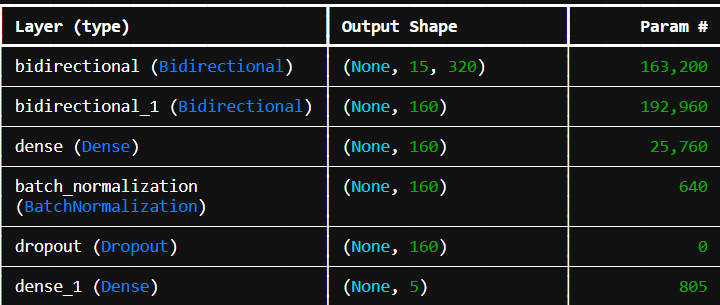 Layer (type) Output Shape Param #
bidirectional (Bidirectional) (None, 15, 320) 163,200
bidirectional_1 (Bidirectional) (None, 160) 192,960
dense (Dense) (None, 160) 25,760
batch_normalization (None, 160) 640
(BatchNormalization)
dropout (Dropout) (None, 160) 0
dense_1 (Dense) (None, 5) 805